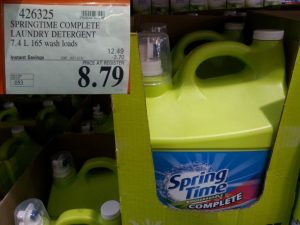 426325
SPRINGTIME COMPLETE
LAUNDRY DETERGENT
7.4 L 165 wash loads
12.49
Instant Savings
-3.70
PRICE AT REGISTER
8.79
Spring
Time
COMPLETE